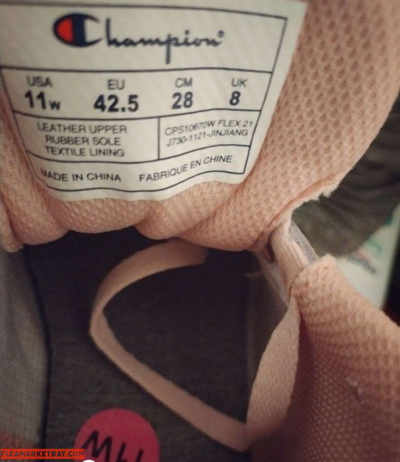 Champion
USA EU CM UK
11w 42.5 28 8
LEATHER UPPER
RUBBER SOLE
TEXTILE LINING
CPS10670W FLEX 21
J730-1121-JINJIANG
MADE IN CHINA FABRIQUE EN CHINE
FLEAMARKETBAY.COM